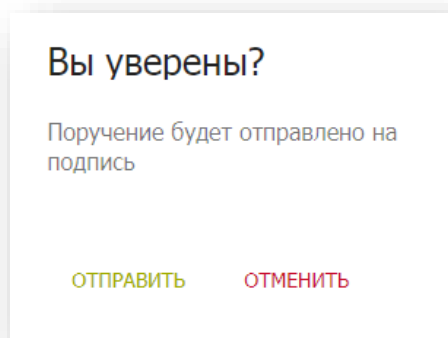 Вы уверены?
Поручение будет отправлено на
подпись
ОТПРАВИТЬ ОТМЕНИТЬ